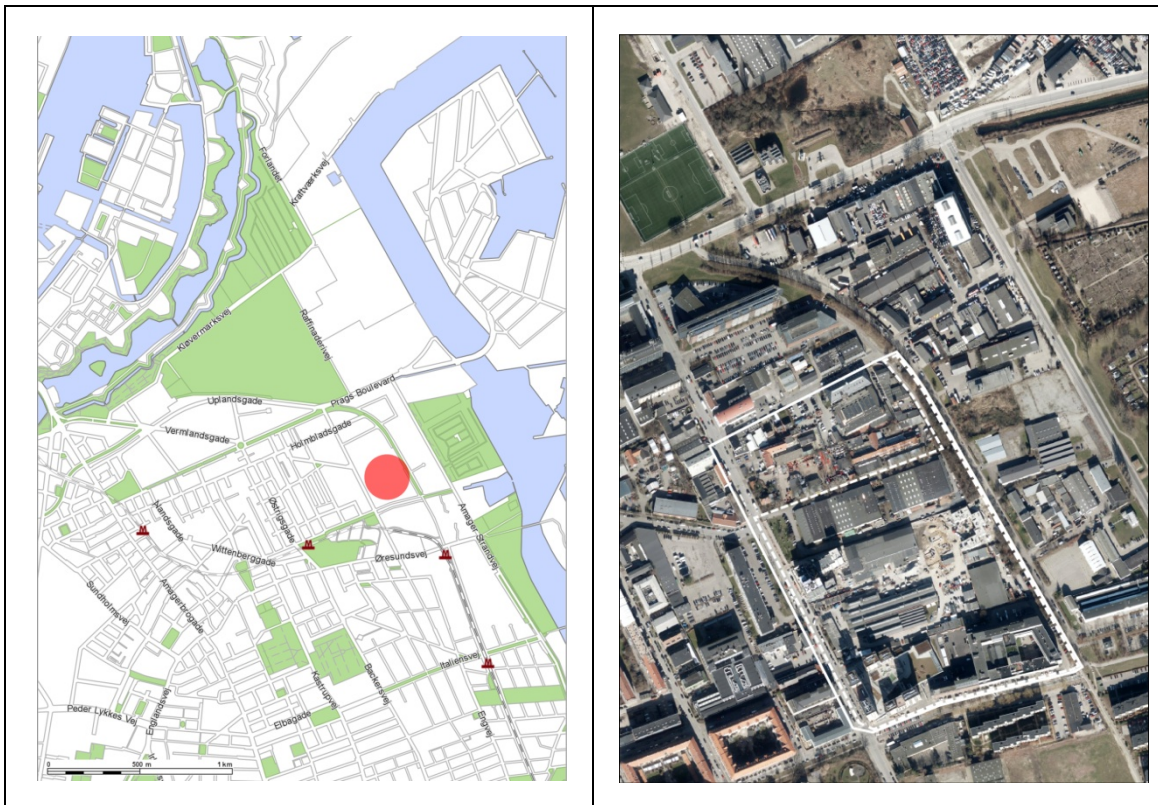 Forlandet
Kraftværksvej
Kløvermarksvej
Raffinaderivej
Prags Boulevard
Uplandsgade
Vermlandsgade
Holmbladsgade
Østrigsgade
Islandsgade
Wittenberggade
Øresundsvej
Amager Strandvej
Sundholmsvej
Amagerbrogade
Italiensvej
Backersvej
Kastrupvej
Elbagade
Englandsvej
Peder Lykkes Vej
Engvej
0 500 m 1 km